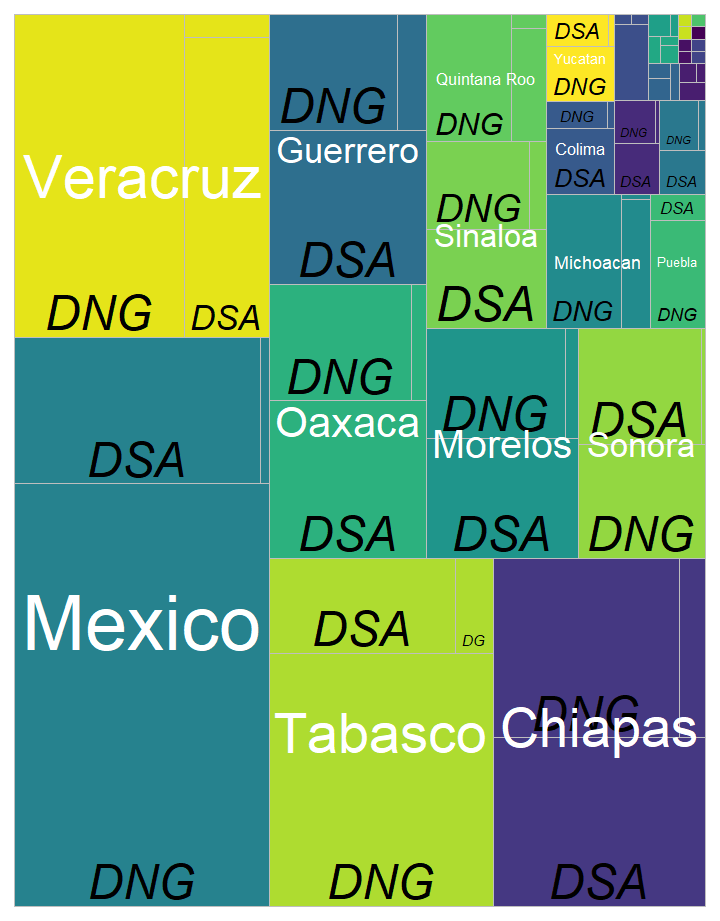 Veracruz
DNG
DSA
DSA
Mexico
DNG
DNG
Guerrero
DSA
DNG
Oaxaca
DSA
Quintana Roo
DNG
DNG
Sinaloa
DSA
DSA
Yucatan
DNG
DNG
Colima
DSA
DNG
DSA
DNG
DSA
Michoacan
DNG
DSA
Puebla
DNG
DNG
Morelos
DSA
DSA
Sonora
DNG
DSA
DG
Tabasco
DNG
DNG
Chiapas
DSA